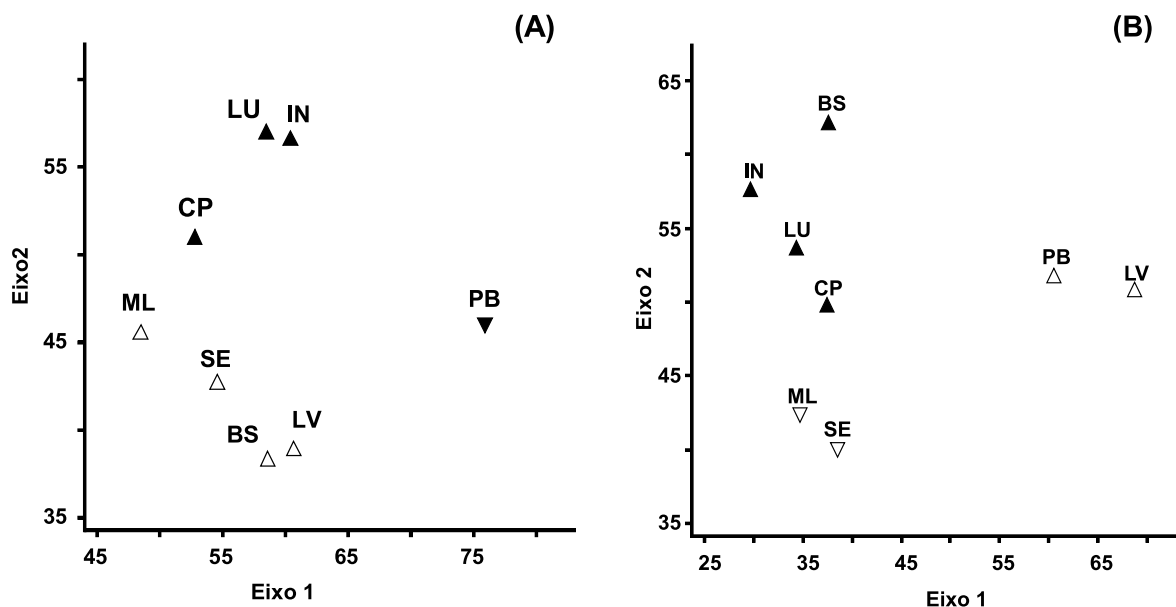 (A)
LU IN
55
CP
Eixo2
ML
PB
45
SE
BS
LV
35
45 55 65 75
Eixo 1
(B)
65
BS
IN
55
LU
PB
LV
Eixo 2
CP
45
ML
SE
35
25 35 45 55 65
Eixo 1